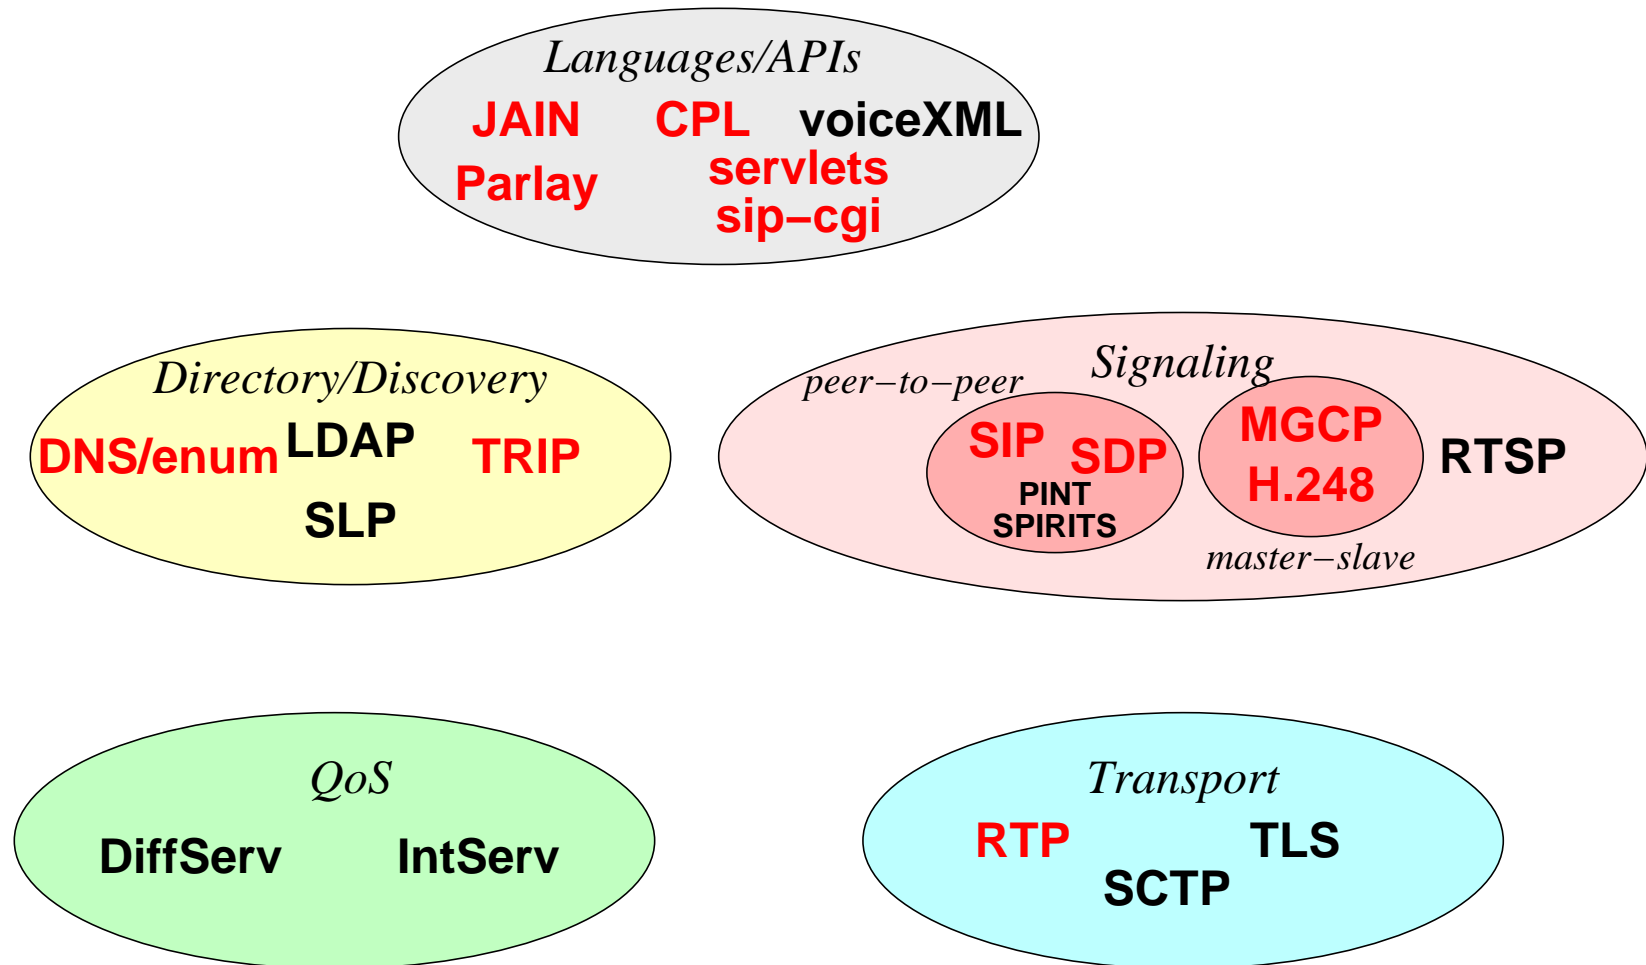 Languages/APIs
JAIN CPL voiceXML
Parlay servlets
sip−cgi
Directory/Discovery
DNS/enum LDAP TRIP
SLP
Signaling
peer−to−peer
SIP SDP
PINT
SPIRITS
MGCP
H.248
master−slave
RTSP
QoS
DiffServ IntServ
Transport
RTP TLS
SCTP